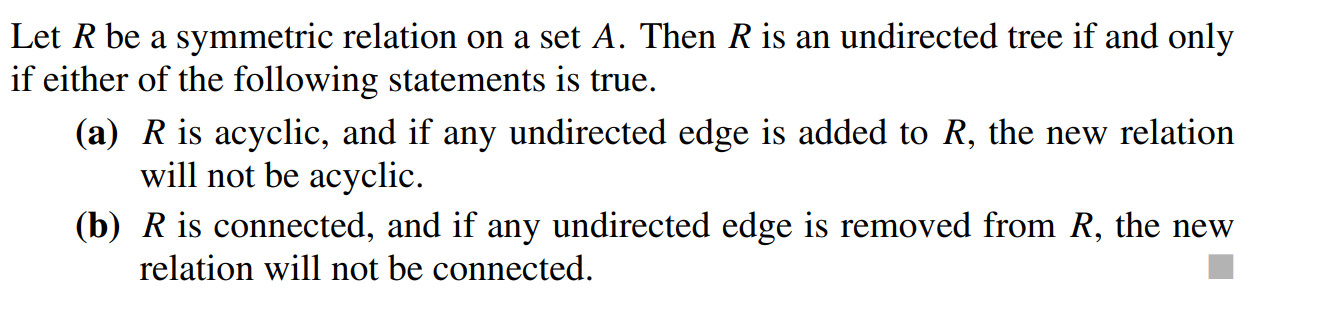 Let R be a symmetric relation on a set A. Then R is an undirected tree if and only
if either of the following statements is true.
(a) R is acyclic, and if any undirected edge is added to R, the new relation
will not be acyclic.
(b) R is connected, and if any undirected edge is removed from R, the new
relation will not be connected.